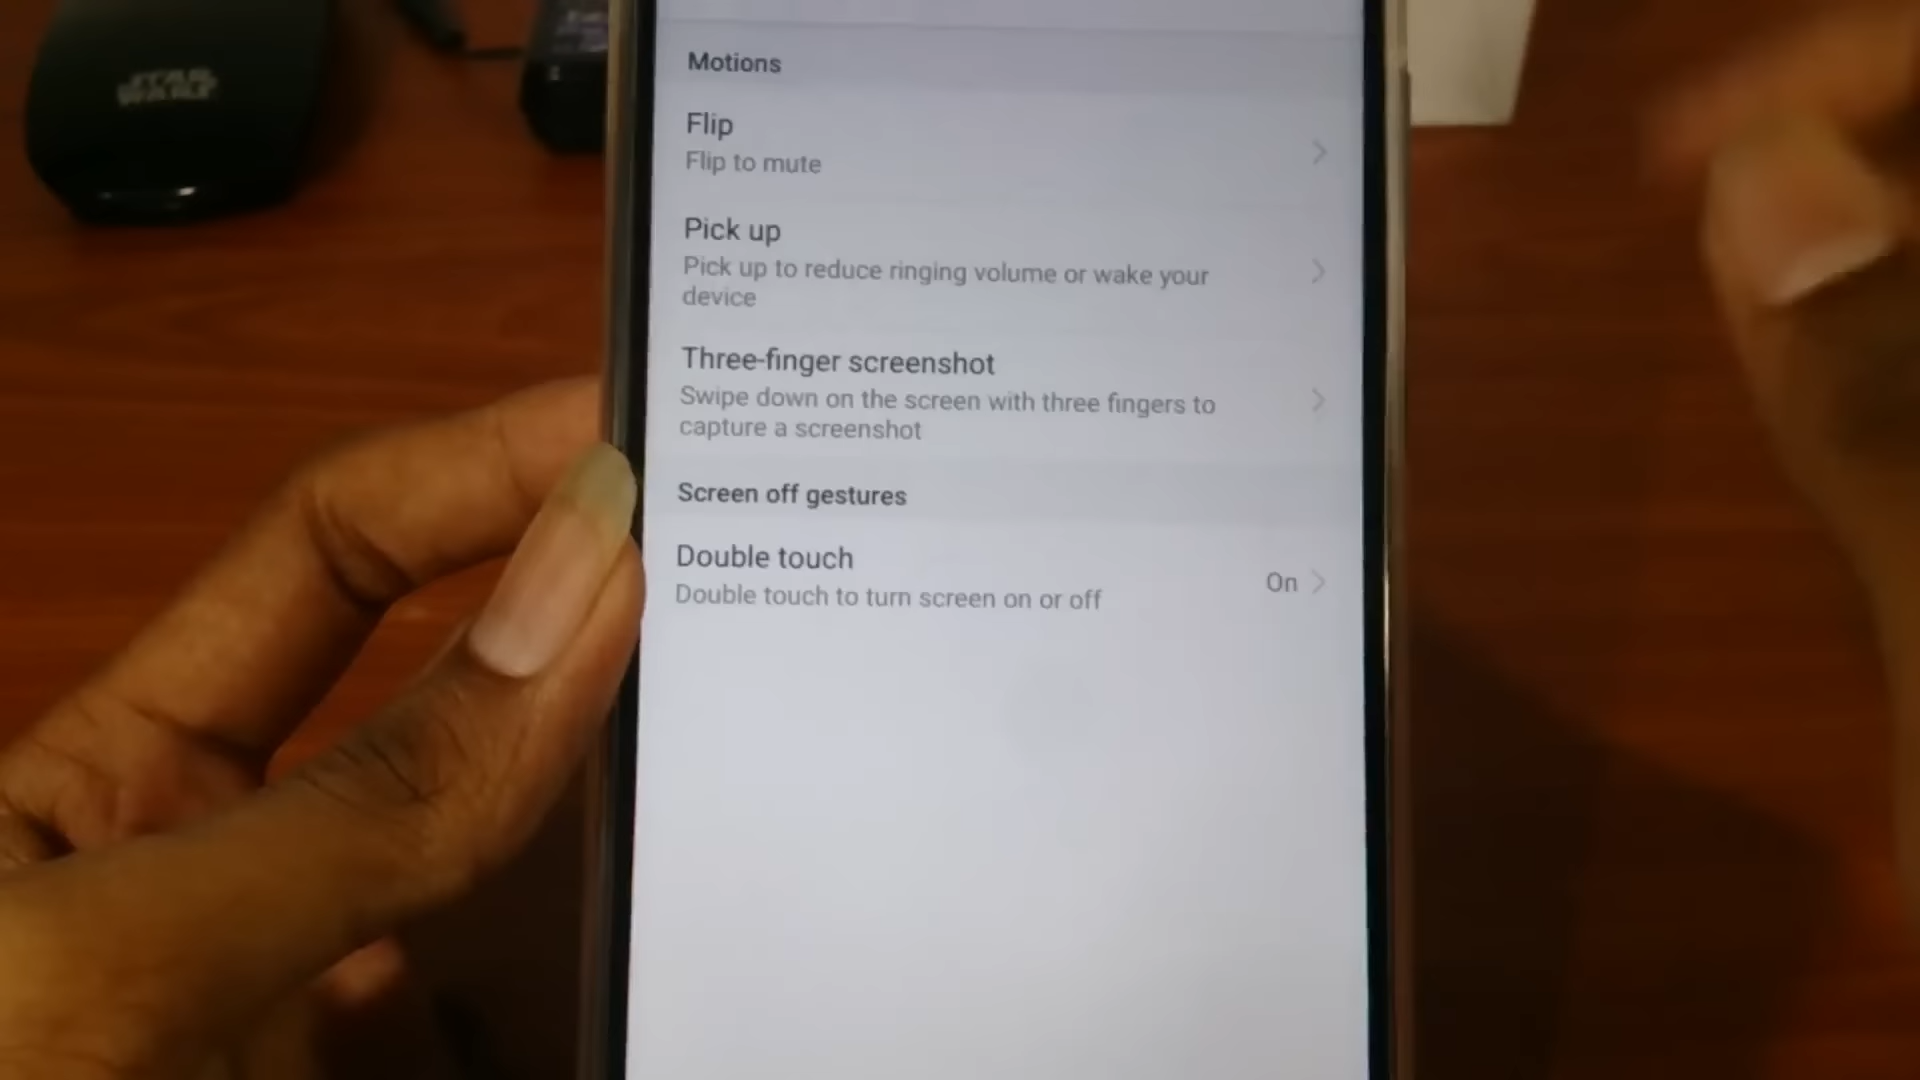 STAR
WARS
Motions
Flip
Flip to mute
Pick up
Pick up to reduce ringing volume or wake your
device
Three-finger screenshot
Swipe down on the screen with three fingers to
capture a screenshot
Screen off gestures
Double touch
Double touch to turn screen on or off
On